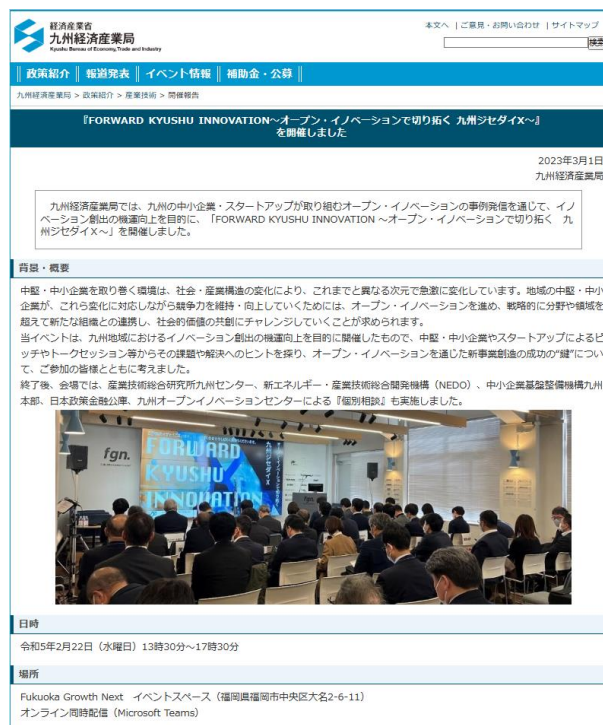 経済産業省
九州経済産業局
Kyushu Bureau of Economy, Trade and Industry
本文へ | ご意見・お問い合わせ | サイトマップ
検索
政策紹介 || 報道発表 || イベント情報 || 補助金・公募
九州経済産業局 > 政策紹介 > 産業技術 > 開催報告
『FORWARD KYUSHU INNOVATION～オープン・イノベーションで切り拓く 九州ジセダイX～』
を開催しました
2023年3月1日
九州経済産業局
九州経済産業局では、九州の中小企業・スタートアップが取り組むオープン・イノベーションの事例発信を通じて、イノ
ベーション創出の機運向上を目的に、「FORWARD KYUSHU INNOVATION ～オープン・イノベーションで切り拓く 九
州ジセダイX～」を開催しました。
背景・概要
中堅・中小企業を取り巻く環境は、社会・産業構造の変化により、これまでと異なる次元で急激に変化しています。地域の中堅・中小
企業が、これら変化に対応しながら競争力を維持・向上していくためには、オープン・イノベーションを進め、戦略的に分野や領域を
超えて新たな組織との連携し、社会的価値の共創にチャレンジしていくことが求められます。
当イベントは、九州地域におけるイノベーション創出の機運向上を目的に開催したもので、中堅・中小企業やスタートアップによるピ
ッチやトークセッション等からその課題や解決へのヒントを探り、オープン・イノベーションを通じた新事業創造の成功の“鍵”につい
て、ご参加の皆様とともに考えました。
終了後、会場では、産業技術総合研究所九州センター、新エネルギー・産業技術総合開発機構（NEDO）、中小企業基盤整備機構九州
本部、日本政策金融公庫、九州オープンイノベーションセンターによる『個別相談』も実施しました。
fgn.
FORWARD
KYUSHU
INNOVATION
九州ジセダイX
日時
令和5年2月22日（水曜日）13時30分～17時30分
場所
Fukuoka Growth Next イベントスペース（福岡県福岡市中央区大名2-6-11）
オンライン同時配信（Microsoft Teams）